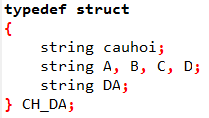 typedef struct
{
string cauhoi;
string A, B, C, D;
string DA;
} CH_DA;